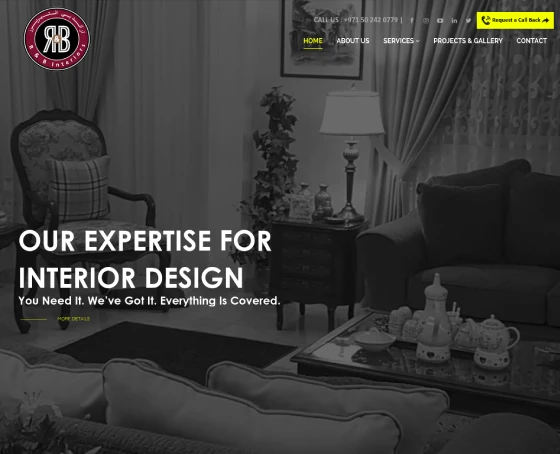 R & B Interiors
CALL US : +971 50 242 0779 |
Request a Call Back
HOME
ABOUT US
SERVICES
PROJECTS & GALLERY
CONTACT
OUR EXPERTISE FOR
INTERIOR DESIGN
You Need It. We've Got It. Everything Is Covered.
MORE DETAILS